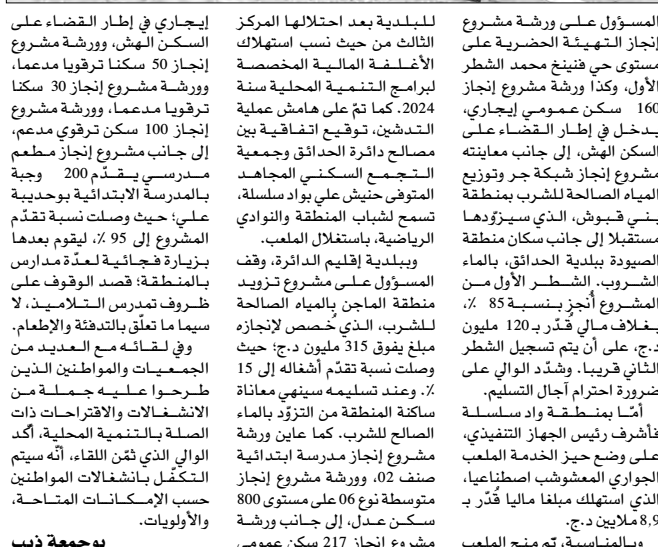 المسؤول على ورشة مشروع
إنجاز التهيئة الحضرية على
مستوى حي فنينخ محمد الشطر
الأول، وكذا ورشة مشروع إنجاز
160 سكن عمومي إيجاري،
يدخل في إطار القضاء على
السكن الهش، إلى جانب معاينته
مشروع إنجاز شبكة جر وتوزيع
المياه الصالحة للشرب بمنطقة
بني قبوش، الذي سيزوّدها
مستقبلا إلى جانب سكان منطقة
الصيودة ببلدية الحدائق، بالماء
الشروب. الشطر الأول من
المشروع أُنجز بنسبة 85 ٪،
بغلاف مالي قُدّر بـ 120 مليون
د.ج، على أن يتم تسجيل الشطر
الثاني قريبا. وشدّد الوالي على
ضرورة احترام آجال التسليم.
أمّا بمنطقة واد سلسلة
فأشرف رئيس الجهاز التنفيذي،
على وضع حيز الخدمة الملعب
الجواري المعشوشب اصطناعيا،
الذي استهلك مبلغا ماليا قُدّر بـ
8,9 ملايين د.ج.
وبالمناسبة، تم منح الملعب
للبلدية بعد احتلالها المركز
الثالث من حيث نسب استهلاك
الأغلفة المالية المخصصة
لبرامج التنمية المحلية سنة
2024. كما تمّ على هامش عملية
التدشين، توقيع اتفاقية بين
مصالح دائرة الحدائق وجمعية
التجمع السكني المجاهد
المتوفى حنيش علي بواد سلسلة،
تسمح لشباب المنطقة والنوادي
الرياضية، باستغلال الملعب.
وببلدية إقليم الدائرة، وقف
المسؤول على مشروع تزويد
منطقة الماجن بالمياه الصالحة
للشرب، الذي خُصص لإنجازه
مبلغ يفوق 315 مليون د.ج؛ حيث
وصلت نسبة تقدّم أشغاله إلى 15
٪. وعند تسليمه سينهي معاناة
ساكنة المنطقة من التزوّد بالماء
الصالح للشرب. كما عاين ورشة
مشروع إنجاز مدرسة ابتدائية
صنف 02، وورشة مشروع إنجاز
متوسطة نوع 06 على مستوى 800
سكن عدل، إلى جانب ورشة
مشروع إنجاز 217 سكن عمومي
إيجاري في إطار القضاء على
السكن الهش، وورشة مشروع
إنجاز 50 سكنا ترقويا مدعما،
وورشة مشروع إنجاز 30 سكنا
ترقويا مدعما، وورشة مشروع
إنجاز 100 سكن ترقوي مدعم،
إلى جانب مشروع إنجاز مطعم
مدرسي يقدّم 200 وجبة
بالمدرسة الابتدائية بوحديبة
علي؛ حيث وصلت نسبة تقدّم
المشروع إلى 95 ٪، ليقوم بعدها
بزيارة فجائية لعدّة مدارس
بالمنطقة؛ قصد الوقوف على
ظروف تمدرس التلاميذ، لا
سيما ما تعلّق بالتدفئة والإطعام.
وفي لقائه مع العديد من
الجمعيات والمواطنين الذين
طرحوا عليه جملة من
الانشغالات والاقتراحات ذات
الصلة بالتنمية المحلية، أكّد
الوالي الذي ثمّن اللقاء، أنّه سيتم
التكفّل بانشغالات المواطنين
حسب الإمكانات المتاحة،
والأولويات.
بوجمعة ذيب